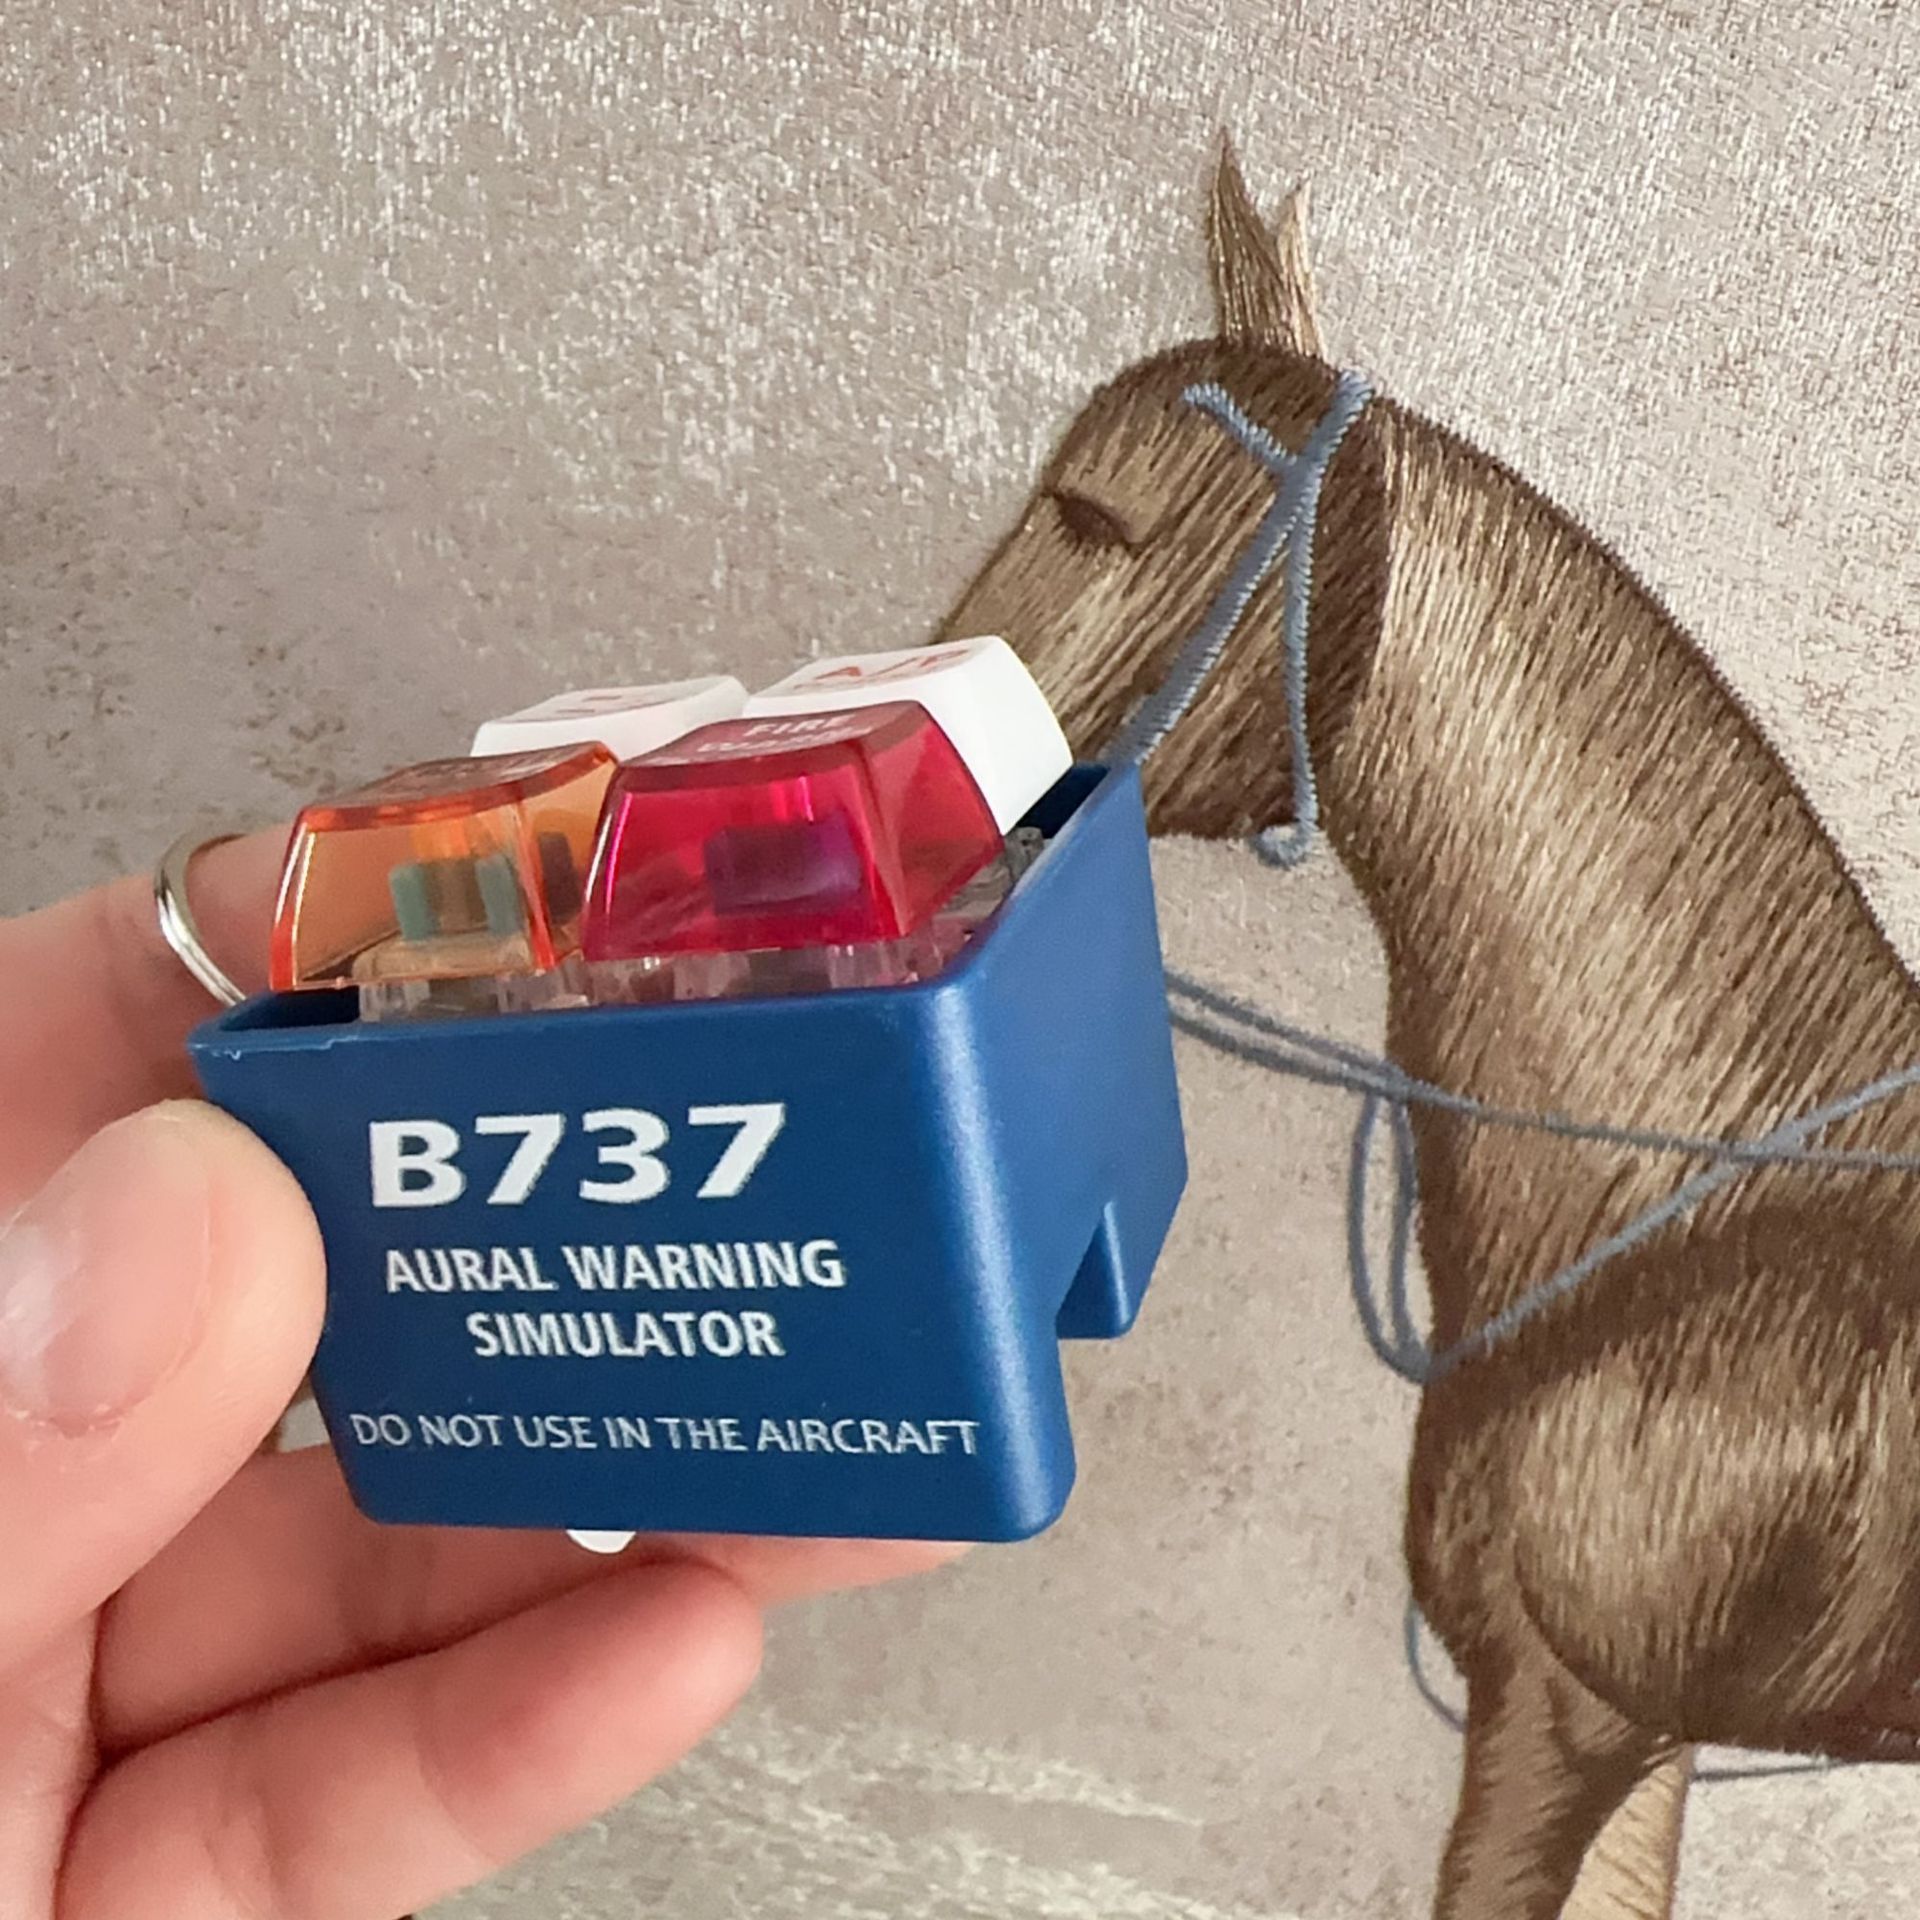 A/P
FIRE
B737
AURAL WARNING
SIMULATOR
DO NOT USE IN THE AIRCRAFT